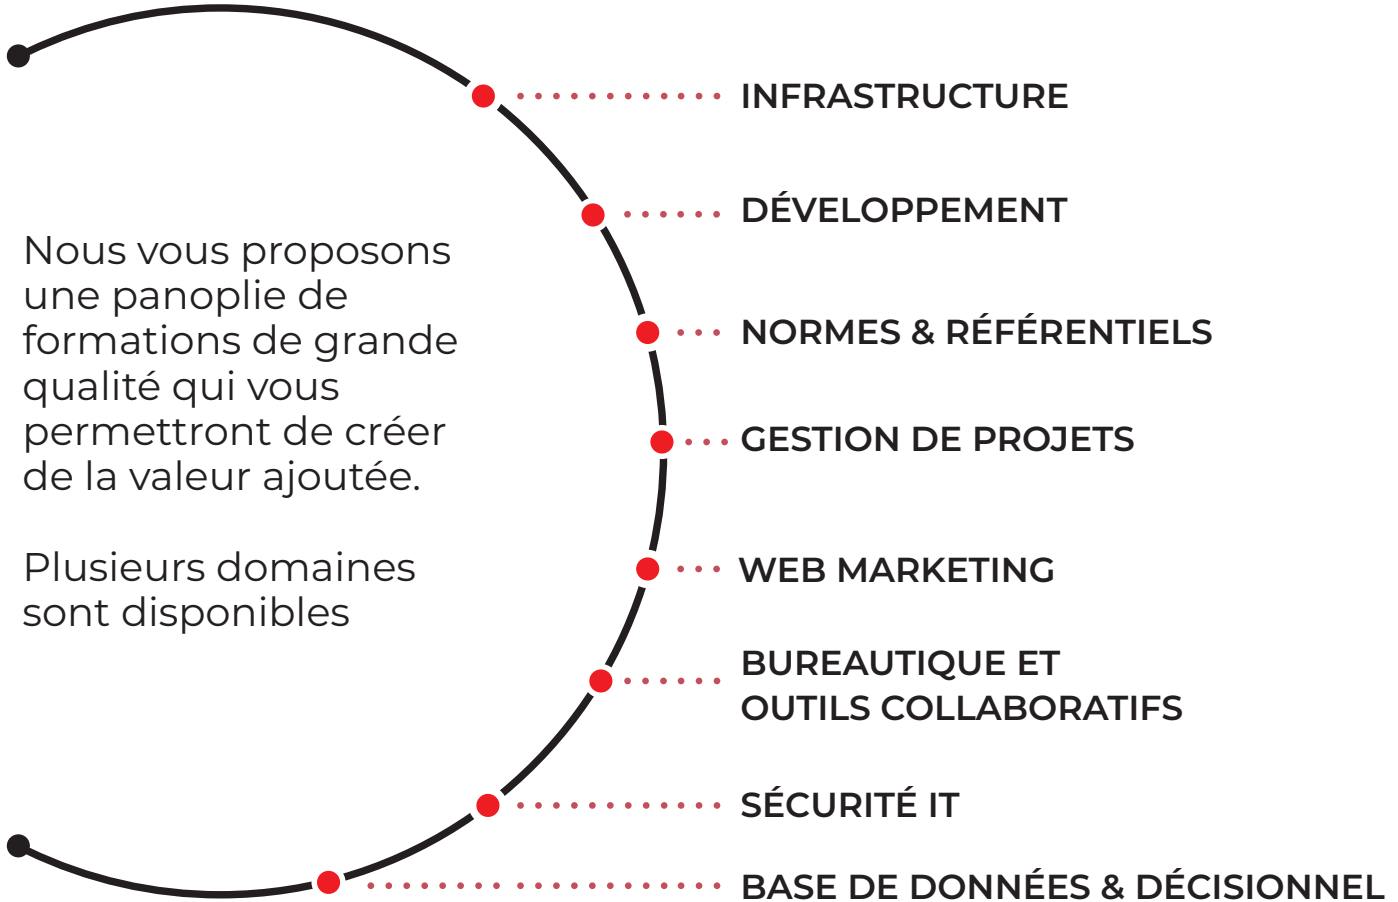 Nous vous proposons
une panoplie de
formations de grande
qualité qui vous
permettront de créer
de la valeur ajoutée.
Plusieurs domaines
sont disponibles
INFRASTRUCTURE
DÉVELOPPEMENT
NORMES & RÉFÉRENTIELS
GESTION DE PROJETS
WEB MARKETING
BUREAUTIQUE ET
OUTILS COLLABORATIFS
SÉCURITÉ IT
BASE DE DONNÉES & DÉCISIONNEL